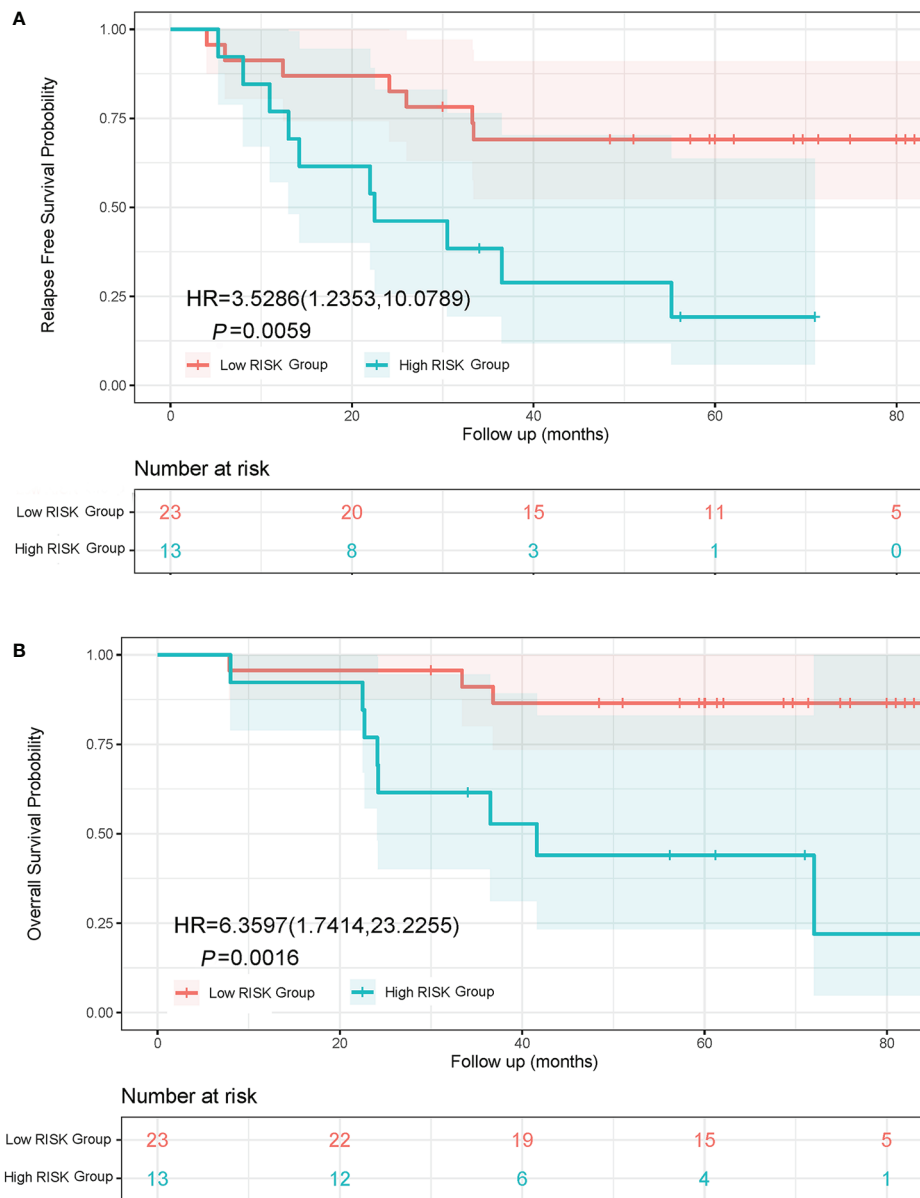 A
1.00
0.75
0.50
0.25
0.00
Relapse Free Survival Probobility
HR=3.5286(1.2353,10.0789)
P=0.0059
Low RISK Group High RISK Group
0 20 40 60 80
Follow up (months)
Number at risk
Low RISK Group 23 20 15 11 5
High RISK Group 13 8 3 1 0
B
1.00
0.75
0.50
0.25
0.00
Overrall Survival Probobility
HR=6.3597(1.7414,23.2255)
P=0.0016
Low RISK Group High RISK Group
0 20 40 60 80
Follow up (months)
Number at risk
Low RISK Group 23 22 19 15 5
High RISK Group 13 12 6 4 1